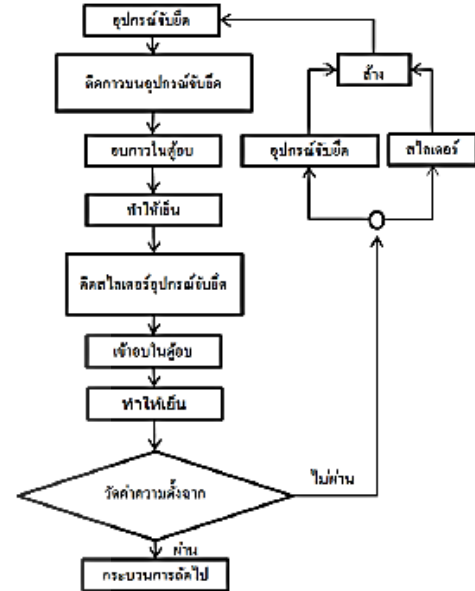 อุปกรณ์จับยึด
ติดกาวบนอุปกรณ์จับยึด
อบกาวในตู้อบ
ทำให้เย็น
ติดสไลเดอร์อุปกรณ์จับยึด
เข้าอบในตู้อบ
ทำให้เย็น
วัดค่าความตั้งฉาก
ผ่าน
กระบวนการถัดไป
ไม่ผ่าน
อุปกรณ์จับยึด
สไลเดอร์
ล้าง